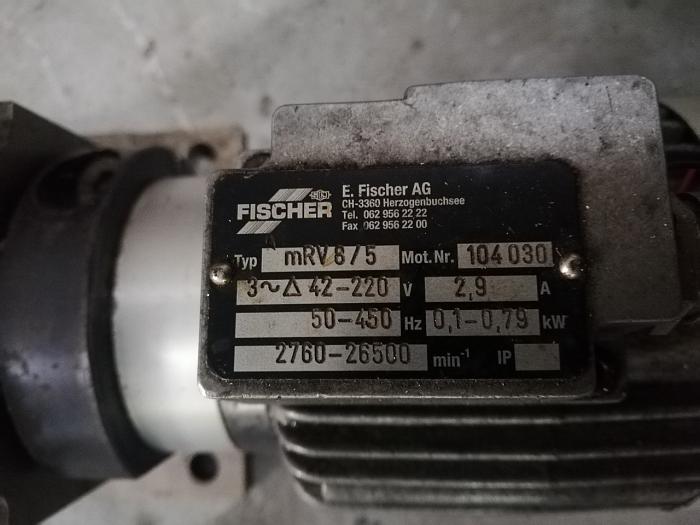 FISCHER
E. Fischer AG
CH-3360 Herzogenbuchsee
Tel. 062 956 22 22
Fax 062 956 22 00
Typ mRV 8/5 Mot. Nr. 104 030
3~ Δ 42-220 V 2,9 A
50-450 Hz 0,1-0,79 kW
2760-26500 min⁻¹ IP